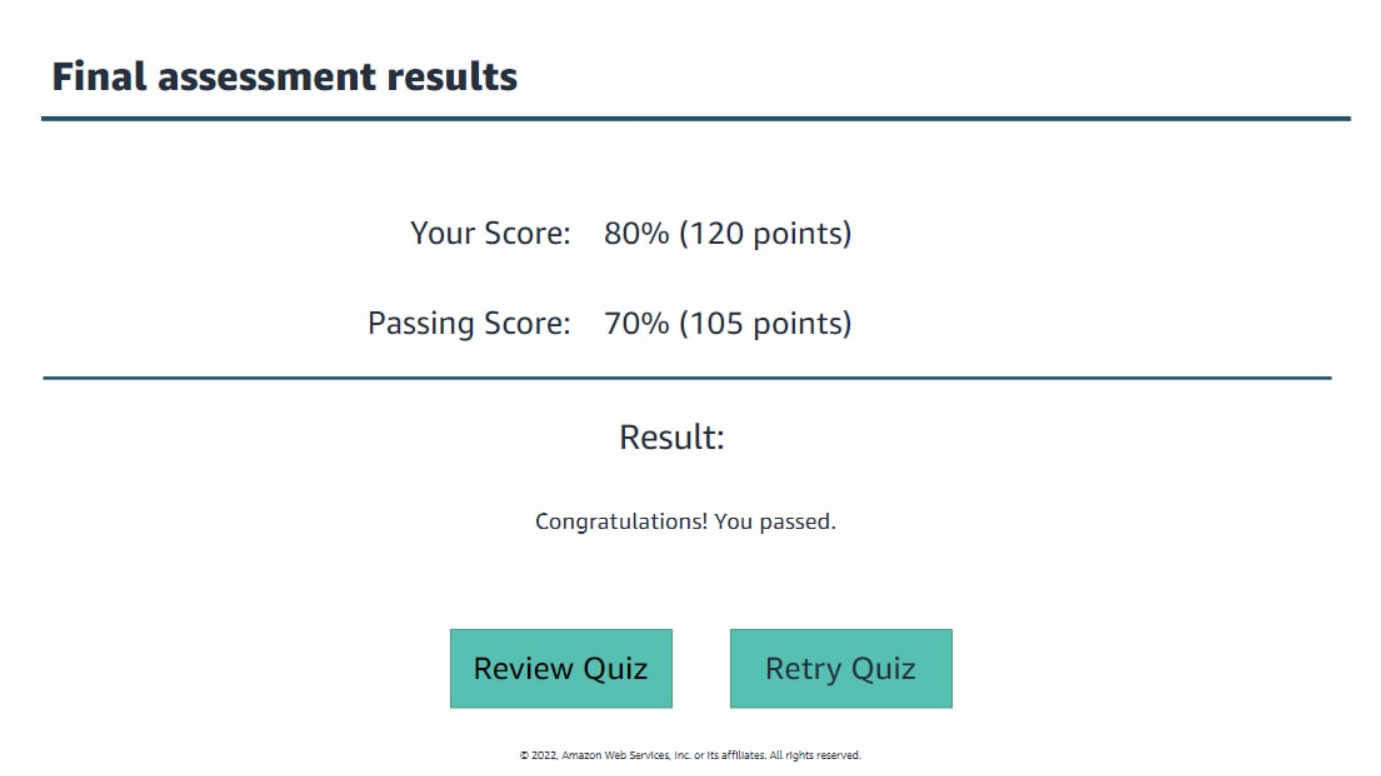 Final assessment results
Your Score: 80% (120 points)
Passing Score: 70% (105 points)
Result:
Congratulations! You passed.
Review Quiz Retry Quiz
© 2022, Amazon Web Services, Inc. or its affiliates. All rights reserved.